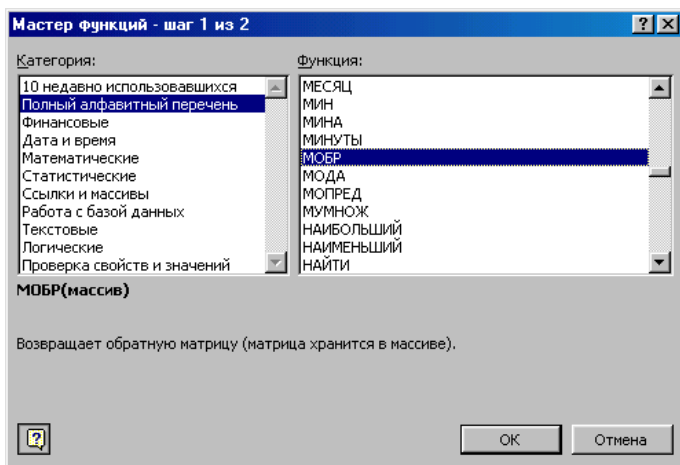 Мастер функций - шаг 1 из 2
Категория:
10 недавно использовавшихся
Полный алфавитный перечень
Финансовые
Дата и время
Математические
Статистические
Ссылки и массивы
Работа с базой данных
Текстовые
Логические
Проверка свойств и значений
Функция:
МЕСЯЦ
МИН
МИНА
МИНУТЫ
МОБР
МОДА
МОПРЕД
МУМНОЖ
НАИБОЛЬШИЙ
НАИМЕНЬШИЙ
НАЙТИ
МОБР(массив)
Возвращает обратную матрицу (матрица хранится в массиве).
OK
Отмена